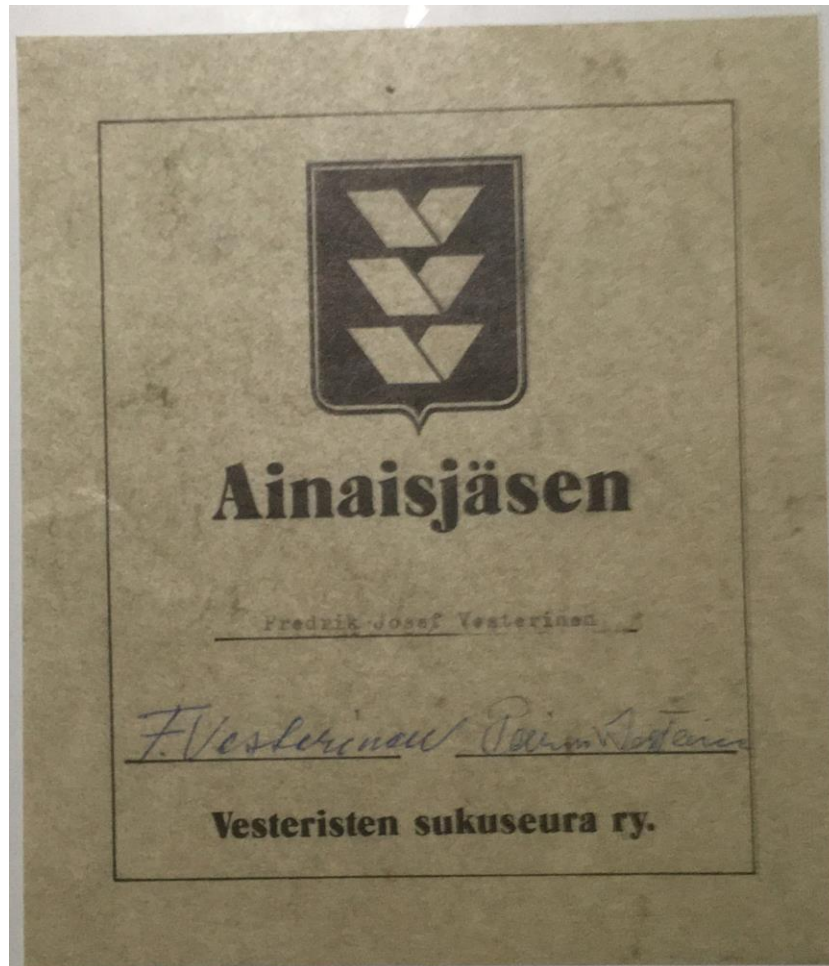 Ainaisjäsen
Fredrik Josef Vesterinen
F. Vesterinen
Vesteristen sukuseura ry.